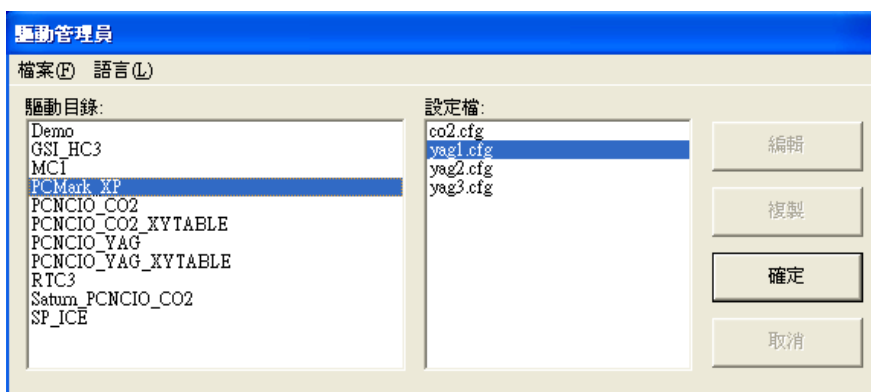 驅動管理員
檔案(F) 語言(L)
驅動目錄:
Demo
GSI_HC3
MC1
PCMark_XP
PCNCIO_CO2
PCNCIO_CO2_XYTABLE
PCNCIO_YAG
PCNCIO_YAG_XYTABLE
RTC3
Saturn_PCNCIO_CO2
SP_ICE
設定檔:
co2.cfg
yag1.cfg
yag2.cfg
yag3.cfg
編輯
複製
確定
取消